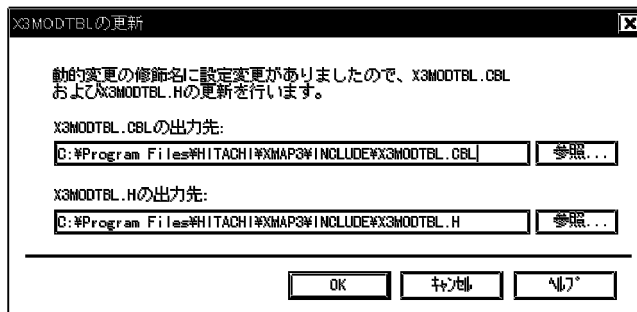 X3MODTBLの更新
動的変更の修飾名に設定変更がありましたので、X3MODTBL.CBL
およびX3MODTBL.Hの更新を行います。
X3MODTBL.CBLの出力先:
C:¥Program Files¥HITACHI¥XMAP3¥INCLUDE¥X3MODTBL.CBL
参照...
X3MODTBL.Hの出力先:
C:¥Program Files¥HITACHI¥XMAP3¥INCLUDE¥X3MODTBL.H
参照...
OK
ｷｬﾝｾﾙ
ﾍﾙﾌﾟ